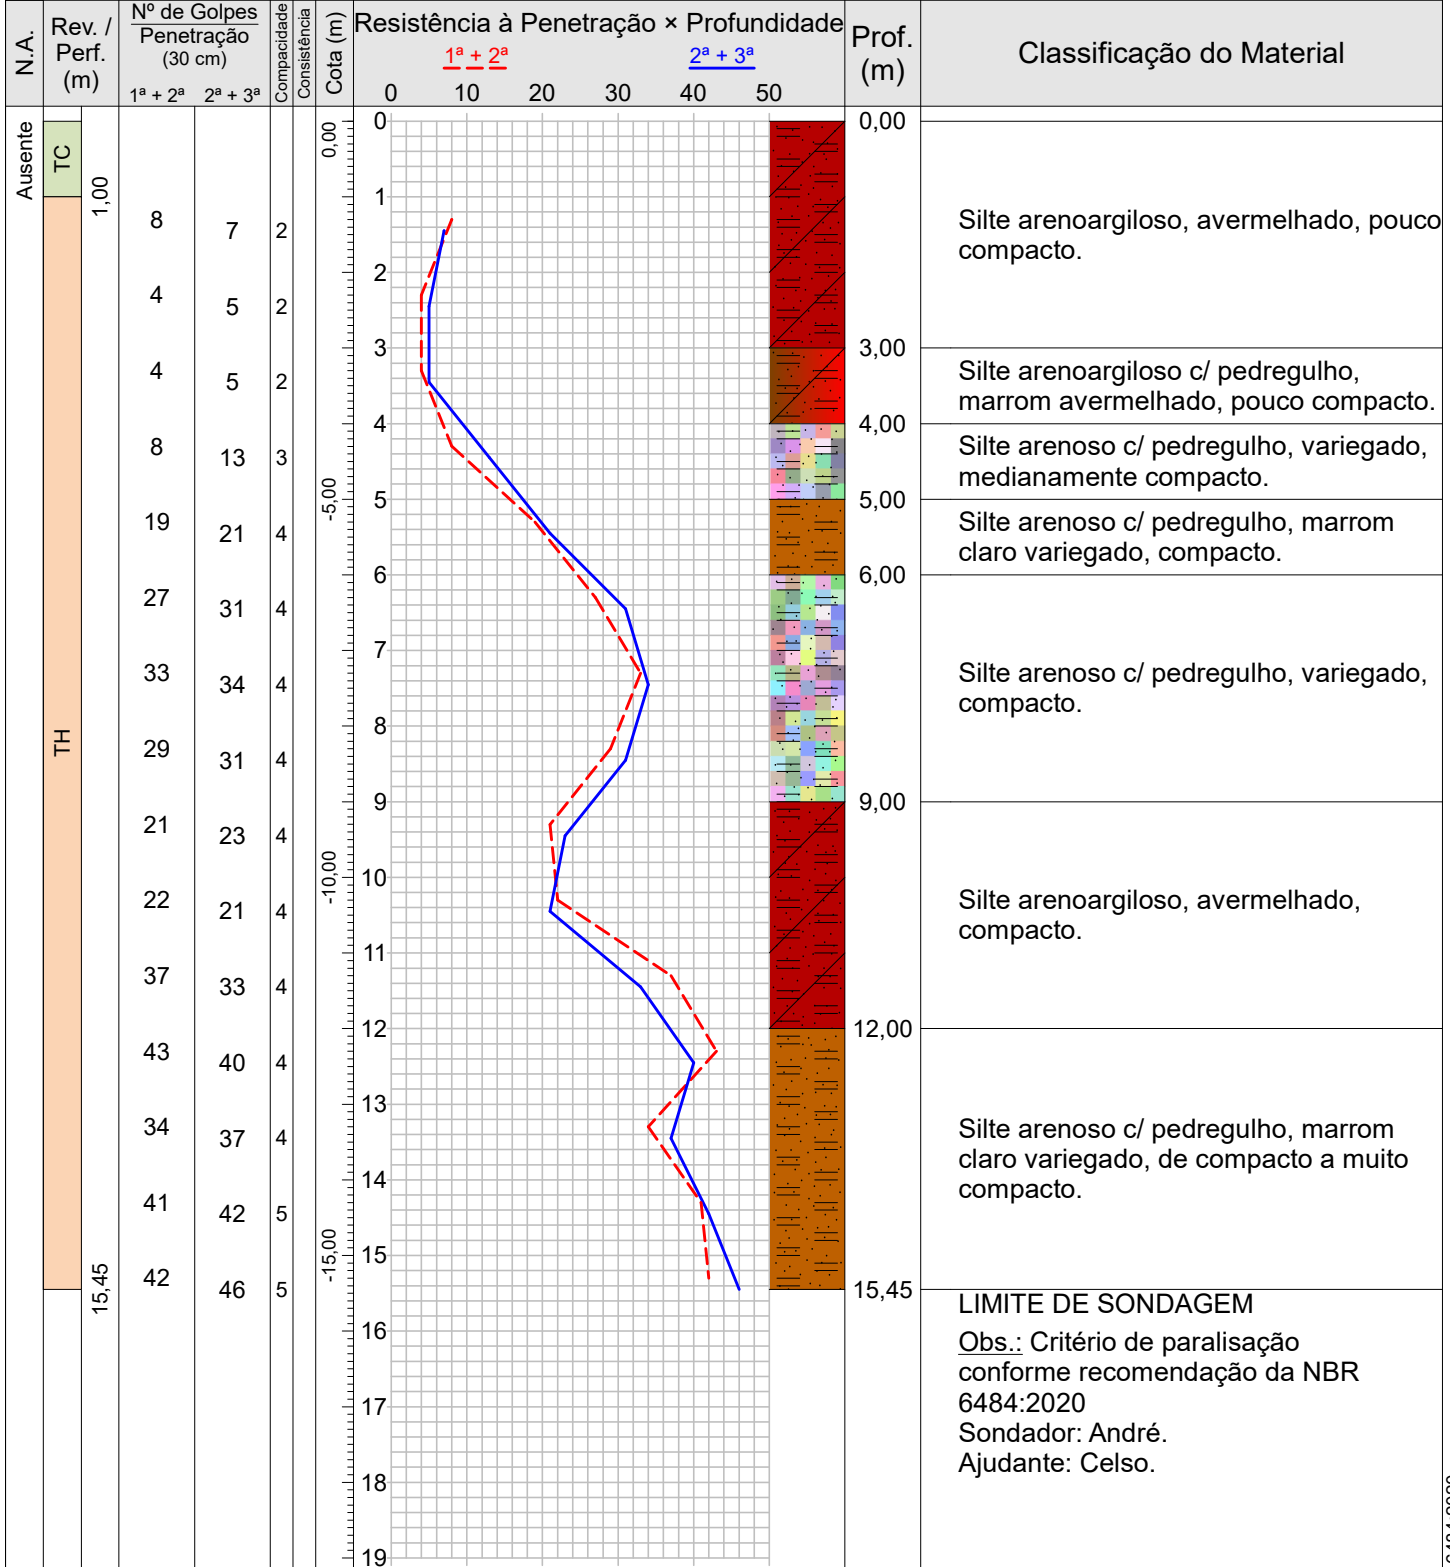 N.A.
Rev. /
Perf.
(m)
Nº de Golpes
Penetração
(30 cm)
1ª + 2ª
2ª + 3ª
Compacidade
Consistência
Cota (m)
Resistência à Penetração × Profundidade
1ª + 2ª
2ª + 3ª
0 10 20 30 40 50
Prof.
(m)
Classificação do Material
Ausente
TC
1,00
TH
15,45
8 7 2
4 5 2
4 5 2
8 13 3
19 21 4
27 31 4
33 34 4
29 31 4
21 23 4
22 21 4
37 33 4
43 40 4
34 37 4
41 42 5
42 46 5
0,00
-5,00
-10,00
-15,00
0
1
2
3
4
5
6
7
8
9
10
11
12
13
14
15
16
17
18
19
0,00
Silte arenoargiloso, avermelhado, pouco
compacto.
3,00
Silte arenoargiloso c/ pedregulho,
marrom avermelhado, pouco compacto.
4,00
Silte arenoso c/ pedregulho, variegado,
medianamente compacto.
5,00
Silte arenoso c/ pedregulho, marrom
claro variegado, compacto.
6,00
Silte arenoso c/ pedregulho, variegado,
compacto.
9,00
Silte arenoargiloso, avermelhado,
compacto.
12,00
Silte arenoso c/ pedregulho, marrom
claro variegado, de compacto a muito
compacto.
15,45
LIMITE DE SONDAGEM
Obs.: Critério de paralisação
conforme recomendação da NBR
6484:2020
Sondador: André.
Ajudante: Celso.